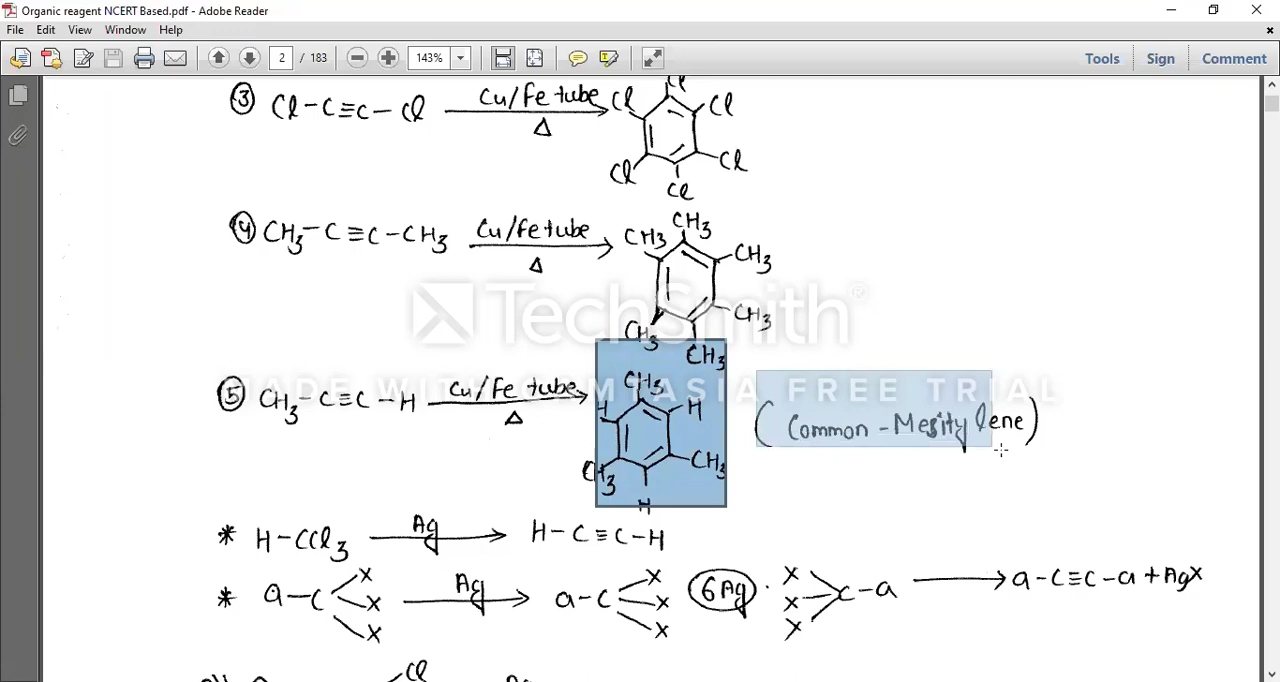 Organic reagent NCERT Based.pdf - Adobe Reader
File Edit View Window Help
2 / 183 143% Tools Sign Comment
③ Cl-C≡C-Cl Cu/Fe tube Δ Cl Cl Cl Cl Cl Cl
④ CH3-C≡C-CH3 Cu/Fe tube Δ CH3 CH3 CH3 CH3 CH3 CH3
TechSmith®
MADE WITH CAMTASIA FREE TRIAL
⑤ CH3-C≡C-H Cu/Fe tube Δ CH3 H H CH3 CH3 H (Common - Mesitylene)
* H-CCl3 Ag H-C≡C-H
* a-C X X X Ag a-C X X X 6Ag X X X C-a a-C≡C-a + AgX
Cl